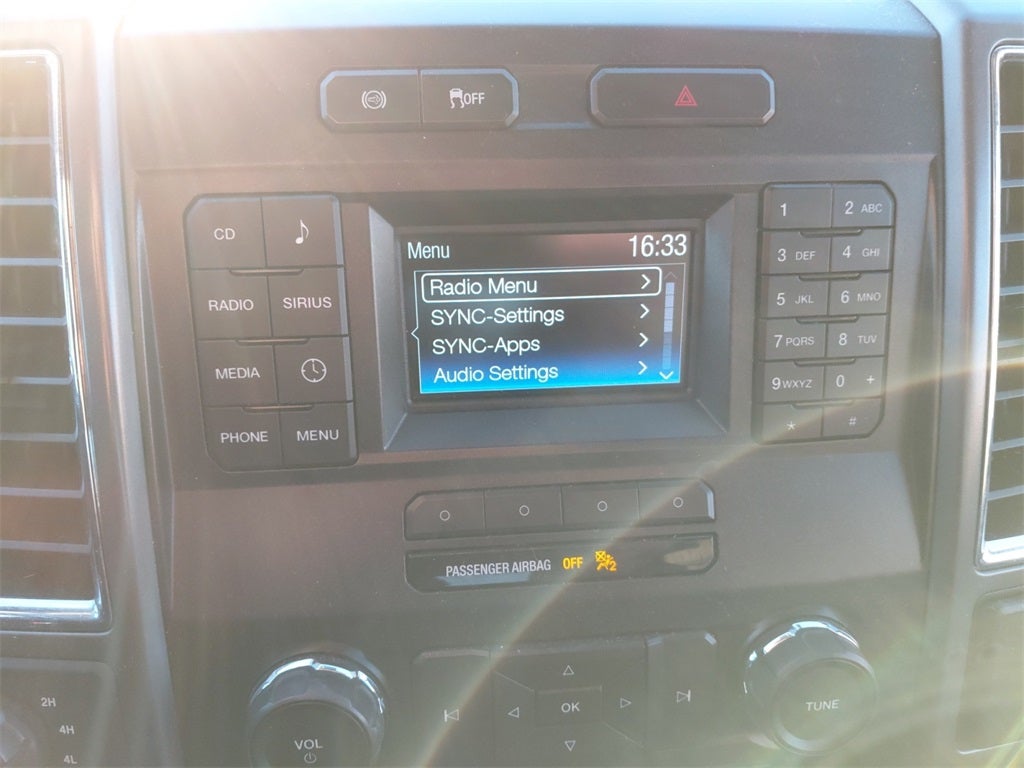 OFF
CD
RADIO SIRIUS
MEDIA
PHONE MENU
Menu 16:33
Radio Menu
SYNC-Settings
SYNC-Apps
Audio Settings
1 2 ABC
3 DEF 4 GHI
5 JKL 6 MNO
7 PQRS 8 TUV
9 WXYZ 0 +
* #
PASSENGER AIRBAG OFF 2
OK
VOL
TUNE
2H
4H
4L